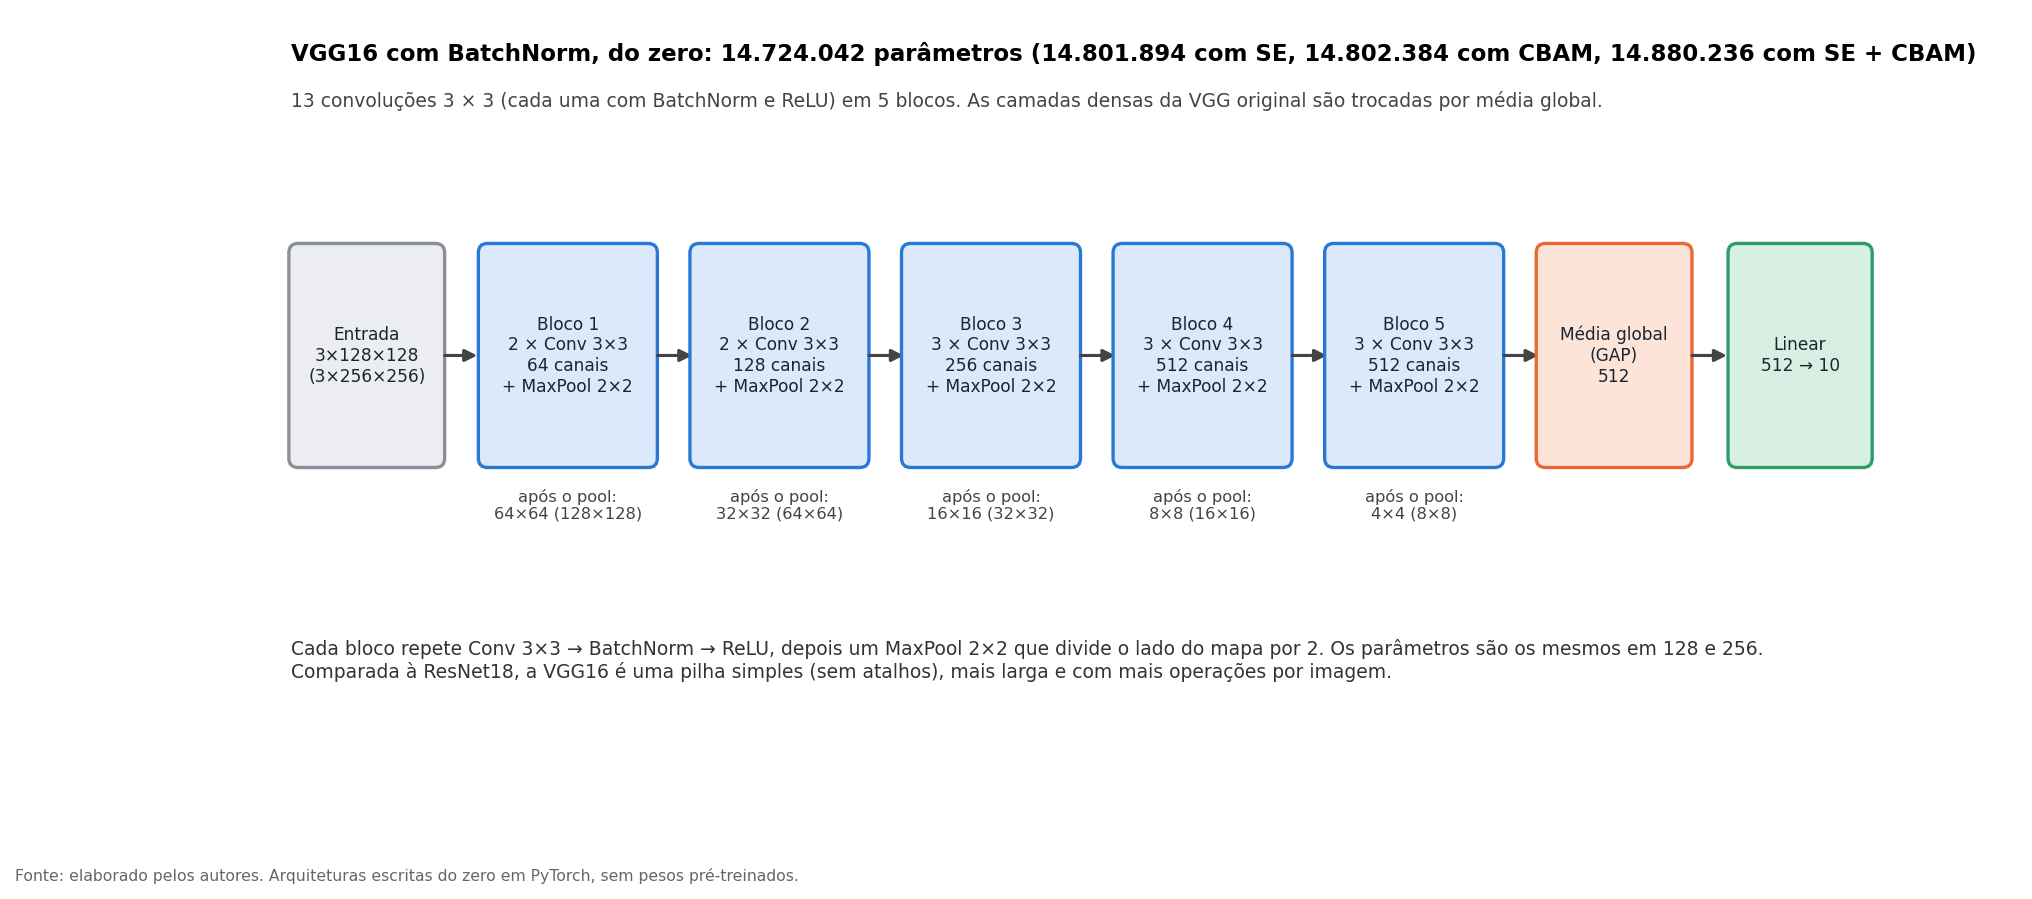 VGG16 com BatchNorm, do zero: 14.724.042 parâmetros (14.801.894 com SE, 14.802.384 com CBAM, 14.880.236 com SE + CBAM)
13 convoluções 3 × 3 (cada uma com BatchNorm e ReLU) em 5 blocos. As camadas densas da VGG original são trocadas por média global.
Entrada
3×128×128
(3×256×256)
Bloco 1
2 × Conv 3×3
64 canais
+ MaxPool 2×2
Bloco 2
2 × Conv 3×3
128 canais
+ MaxPool 2×2
Bloco 3
3 × Conv 3×3
256 canais
+ MaxPool 2×2
Bloco 4
3 × Conv 3×3
512 canais
+ MaxPool 2×2
Bloco 5
3 × Conv 3×3
512 canais
+ MaxPool 2×2
Média global
(GAP)
512
Linear
512 → 10
após o pool:
64×64 (128×128)
após o pool:
32×32 (64×64)
após o pool:
16×16 (32×32)
após o pool:
8×8 (16×16)
após o pool:
4×4 (8×8)
Cada bloco repete Conv 3×3 → BatchNorm → ReLU, depois um MaxPool 2×2 que divide o lado do mapa por 2. Os parâmetros são os mesmos em 128 e 256.
Comparada à ResNet18, a VGG16 é uma pilha simples (sem atalhos), mais larga e com mais operações por imagem.
Fonte: elaborado pelos autores. Arquiteturas escritas do zero em PyTorch, sem pesos pré-treinados.